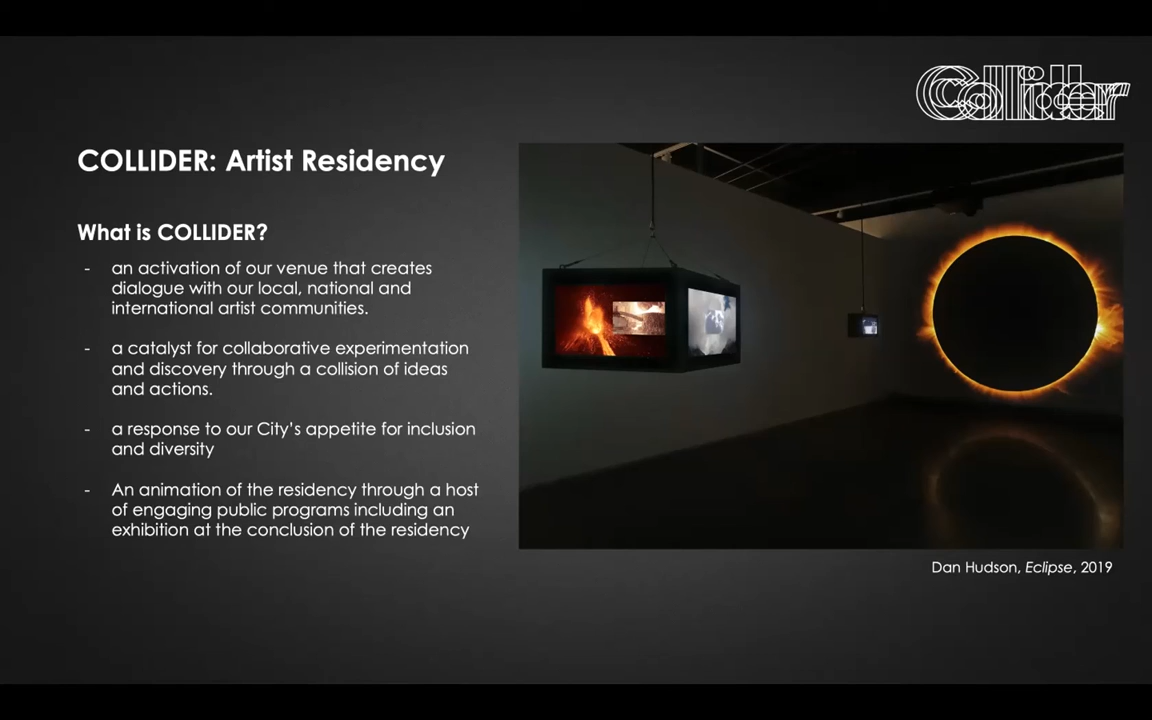 Collider
COLLIDER: Artist Residency
What is COLLIDER?
- an activation of our venue that creates
dialogue with our local, national and
international artist communities.
- a catalyst for collaborative experimentation
and discovery through a collision of ideas
and actions.
- a response to our City’s appetite for inclusion
and diversity
- An animation of the residency through a host
of engaging public programs including an
exhibition at the conclusion of the residency
Dan Hudson, Eclipse, 2019